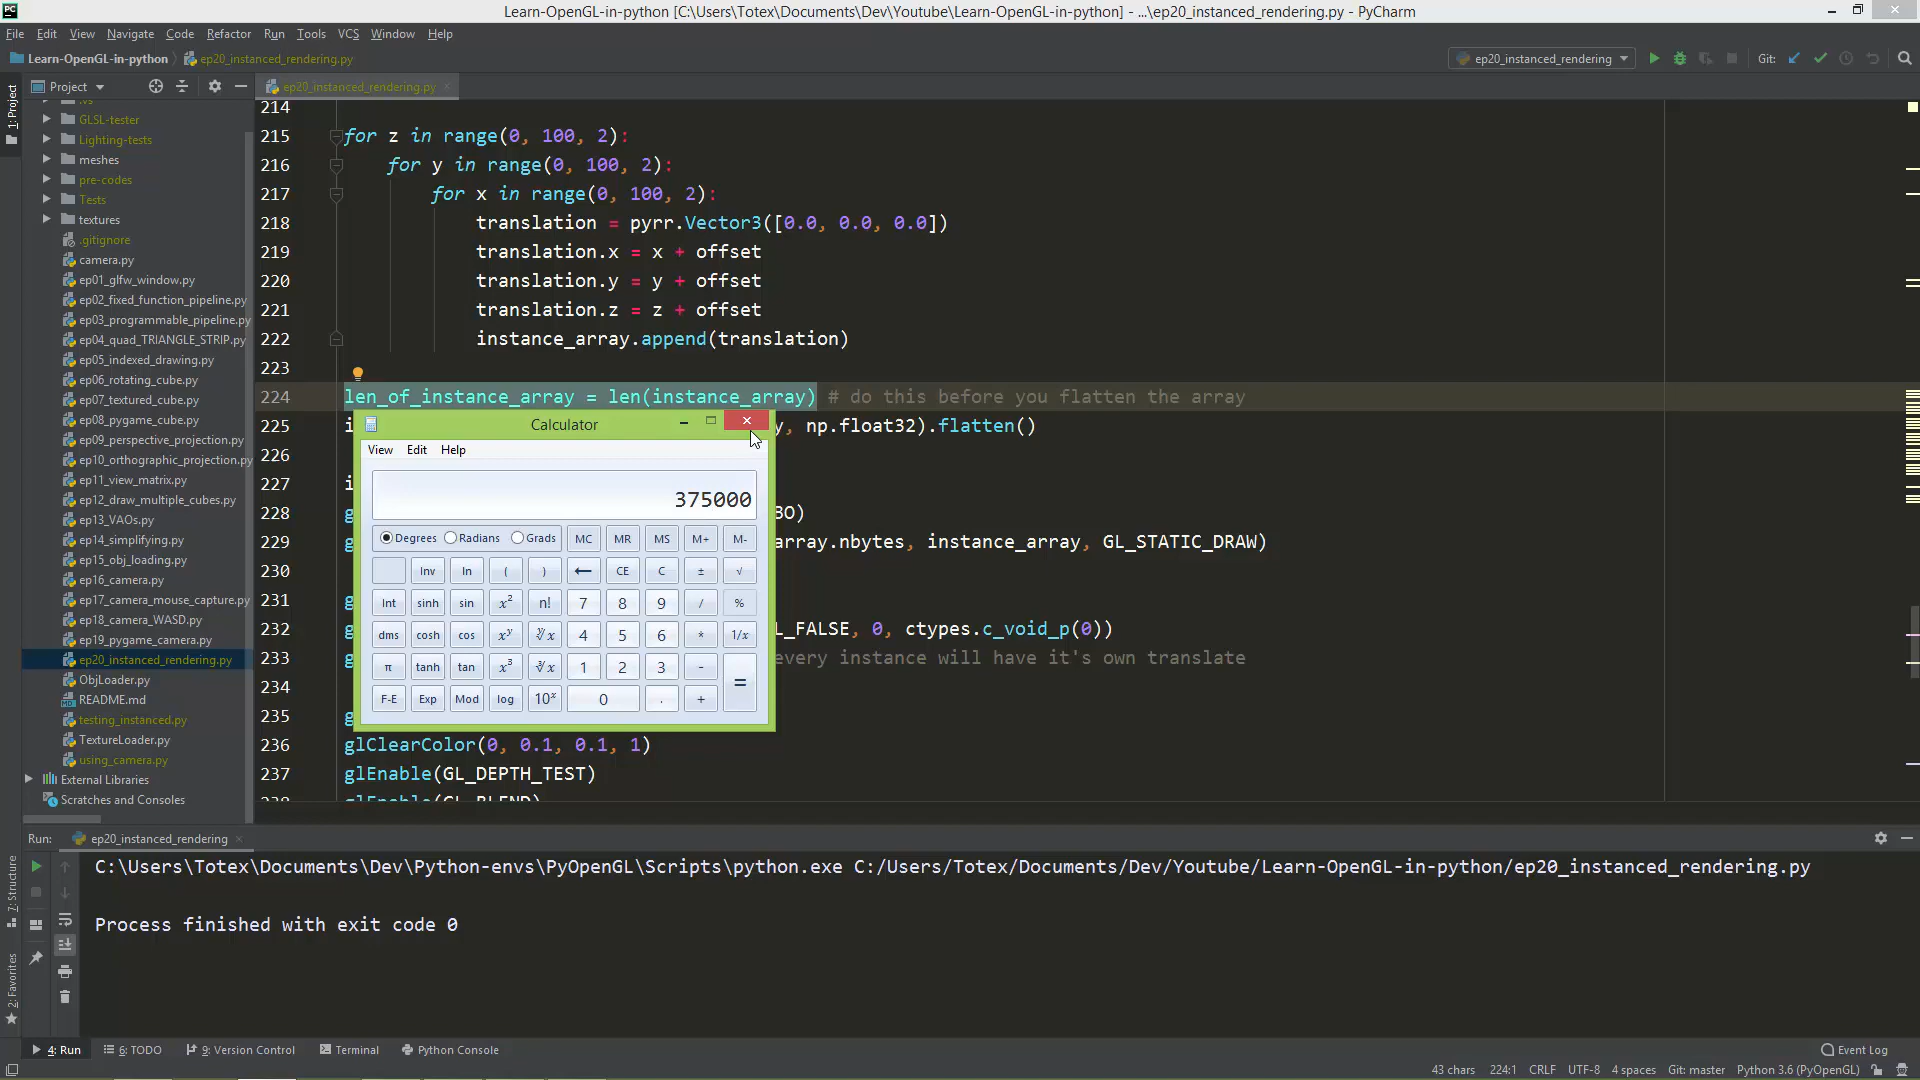 PC
Learn-OpenGL-in-python [C:\Users\Totex\Documents\Dev\Youtube\Learn-OpenGL-in-python] - ...\ep20_instanced_rendering.py - PyCharm
File Edit View Navigate Code Refactor Run Tools VCS Window Help
Learn-OpenGL-in-python ep20_instanced_rendering.py
ep20_instanced_rendering Git:
Project
ep20_instanced_rendering.py
1: Project
.vs
GLSL-tester
Lighting-tests
meshes
pre-codes
Tests
textures
.gitignore
camera.py
ep01_glfw_window.py
ep02_fixed_function_pipeline.py
ep03_programmable_pipeline.py
ep04_quad_TRIANGLE_STRIP.py
ep05_indexed_drawing.py
ep06_rotating_cube.py
ep07_textured_cube.py
ep08_pygame_cube.py
ep09_perspective_projection.py
ep10_orthographic_projection.py
ep11_view_matrix.py
ep12_draw_multiple_cubes.py
ep13_VAOs.py
ep14_simplifying.py
ep15_obj_loading.py
ep16_camera.py
ep17_camera_mouse_capture.py
ep18_camera_WASD.py
ep19_pygame_camera.py
ep20_instanced_rendering.py
ObjLoader.py
README.md
testing_instanced.py
TextureLoader.py
using_camera.py
External Libraries
Scratches and Consoles
214
215 for z in range(0, 100, 2):
216 for y in range(0, 100, 2):
217 for x in range(0, 100, 2):
218 translation = pyrr.Vector3([0.0, 0.0, 0.0])
219 translation.x = x + offset
220 translation.y = y + offset
221 translation.z = z + offset
222 instance_array.append(translation)
223
224 len_of_instance_array = len(instance_array) # do this before you flatten the array
225 i y, np.float32).flatten()
226
227 i
228 g BO)
229 g array.nbytes, instance_array, GL_STATIC_DRAW)
230
231 g
232 g L_FALSE, 0, ctypes.c_void_p(0))
233 g every instance will have it's own translate
234
235 g
236 glClearColor(0, 0.1, 0.1, 1)
237 glEnable(GL_DEPTH_TEST)
238 glEnable(GL_BLEND)
Calculator
View Edit Help
375000
Degrees Radians Grads MC MR MS M+ M-
Inv ln ( ) ← CE C ± √
Int sinh sin x² n! 7 8 9 / %
dms cosh cos xʸ ʸ√x 4 5 6 * 1/x
π tanh tan x³ ³√x 1 2 3 - =
F-E Exp Mod log 10ˣ 0 . +
Run: ep20_instanced_rendering
C:\Users\Totex\Documents\Dev\Python-envs\PyOpenGL\Scripts\python.exe C:/Users/Totex/Documents/Dev/Youtube/Learn-OpenGL-in-python/ep20_instanced_rendering.py
Process finished with exit code 0
7: Structure
2: Favorites
4: Run 6: TODO 9: Version Control Terminal Python Console Event Log
43 chars 224:1 CRLF UTF-8 4 spaces Git: master Python 3.6 (PyOpenGL)